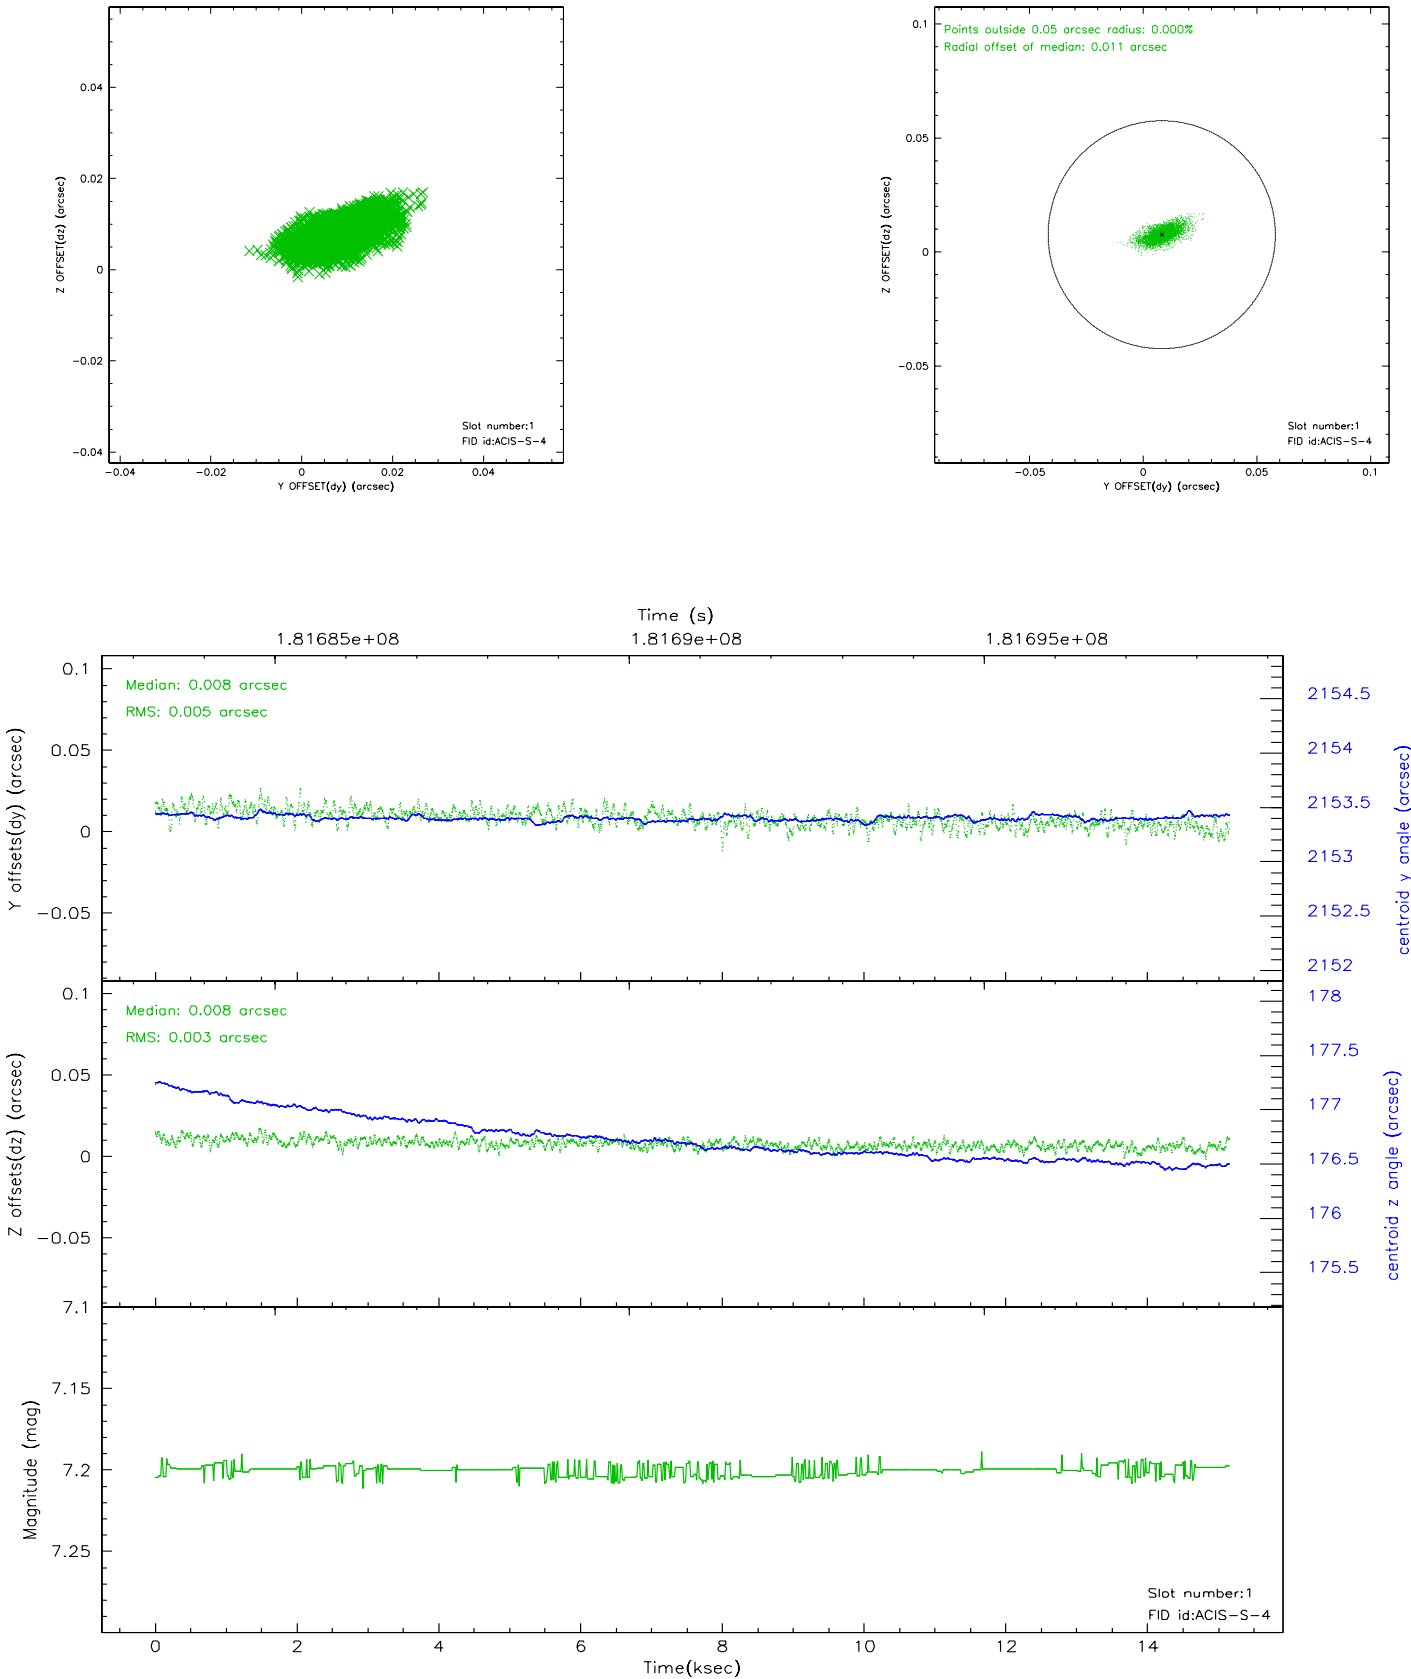 0.04
0.02
0
−0.02
−0.04
Z OFFSET(dz) (arcsec)
Slot number:1
FID id:ACIS−S−4
−0.04 −0.02 0 0.02 0.04
Y OFFSET(dy) (arcsec)
Points outside 0.05 arcsec radius: 0.000%
Radial offset of median: 0.011 arcsec
0.1
0.05
0
−0.05
Z OFFSET(dz) (arcsec)
Slot number:1
FID id:ACIS−S−4
−0.05 0 0.05 0.1
Y OFFSET(dy) (arcsec)
Time (s)
1.81685e+08 1.8169e+08 1.81695e+08
Median: 0.008 arcsec
RMS: 0.005 arcsec
0.1
0.05
0
−0.05
Y offsets(dy) (arcsec)
2154.5
2154
2153.5
2153
2152.5
2152
centroid y angle (arcsec)
Median: 0.008 arcsec
RMS: 0.003 arcsec
0.1
0.05
0
−0.05
Z offsets(dz) (arcsec)
178
177.5
177
176.5
176
175.5
centroid z angle (arcsec)
7.1
7.15
7.2
7.25
Magnitude (mag)
Slot number:1
FID id:ACIS−S−4
0 2 4 6 8 10 12 14
Time(ksec)